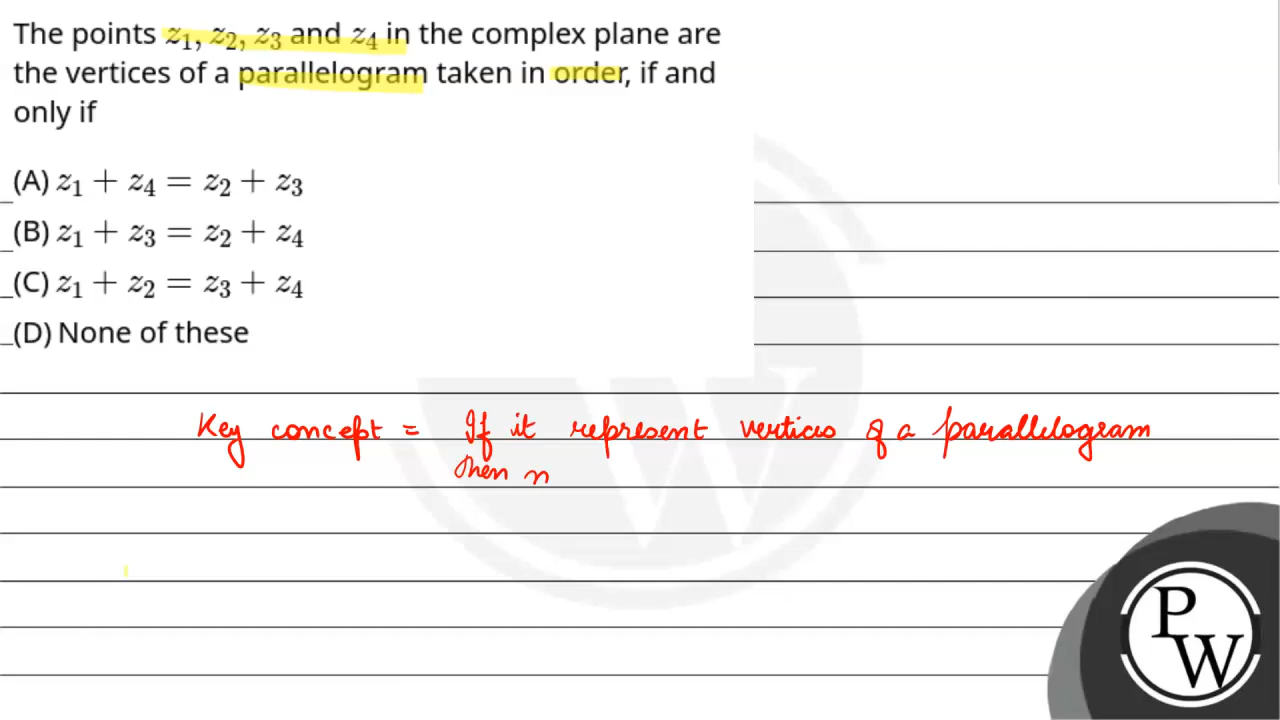 The points z₁, z₂, z₃ and z₄ in the complex plane are
the vertices of a parallelogram taken in order, if and
only if
(A) z₁ + z₄ = z₂ + z₃
(B) z₁ + z₃ = z₂ + z₄
(C) z₁ + z₂ = z₃ + z₄
(D) None of these
Key concept = If it represent vertices of a parallelogram
then m
P
W